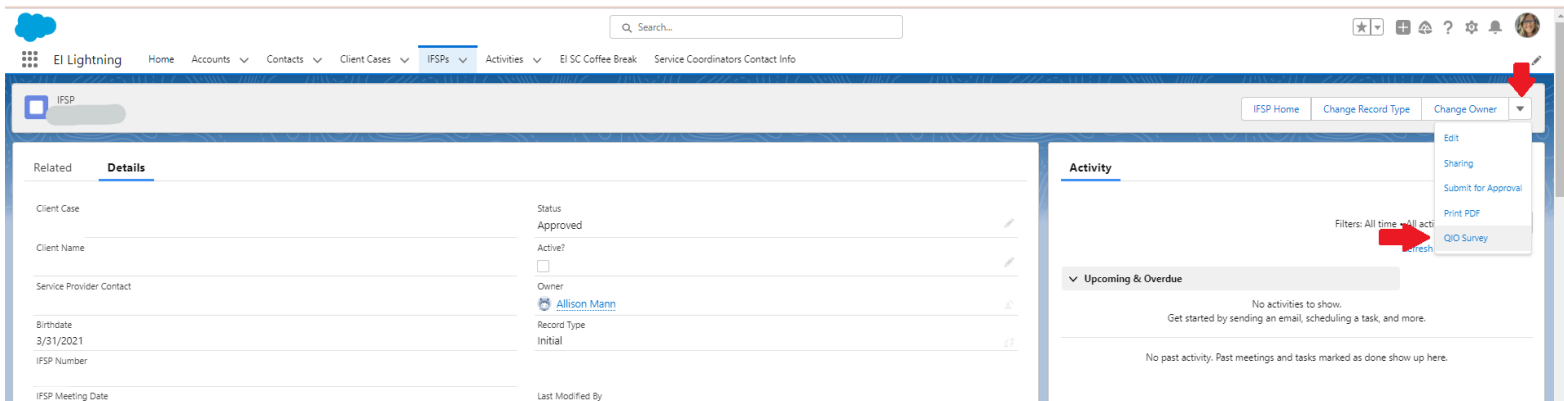 Search...
EI Lightning Home Accounts Contacts Client Cases IFSPs Activities EI SC Coffee Break Service Coordinators Contact Info
IFSP
IFSP Home Change Record Type Change Owner
Edit
Sharing
Submit for Approval
Print PDF
QIO Survey
Related Details
Client Case
Status
Approved
Client Name
Active?
Service Provider Contact
Owner
Allison Mann
Birthdate
3/31/2021
Record Type
Initial
IFSP Number
IFSP Meeting Date
Last Modified By
Activity
Filters: All time • All acti
Upcoming & Overdue
No activities to show.
Get started by sending an email, scheduling a task, and more.
No past activity. Past meetings and tasks marked as done show up here.